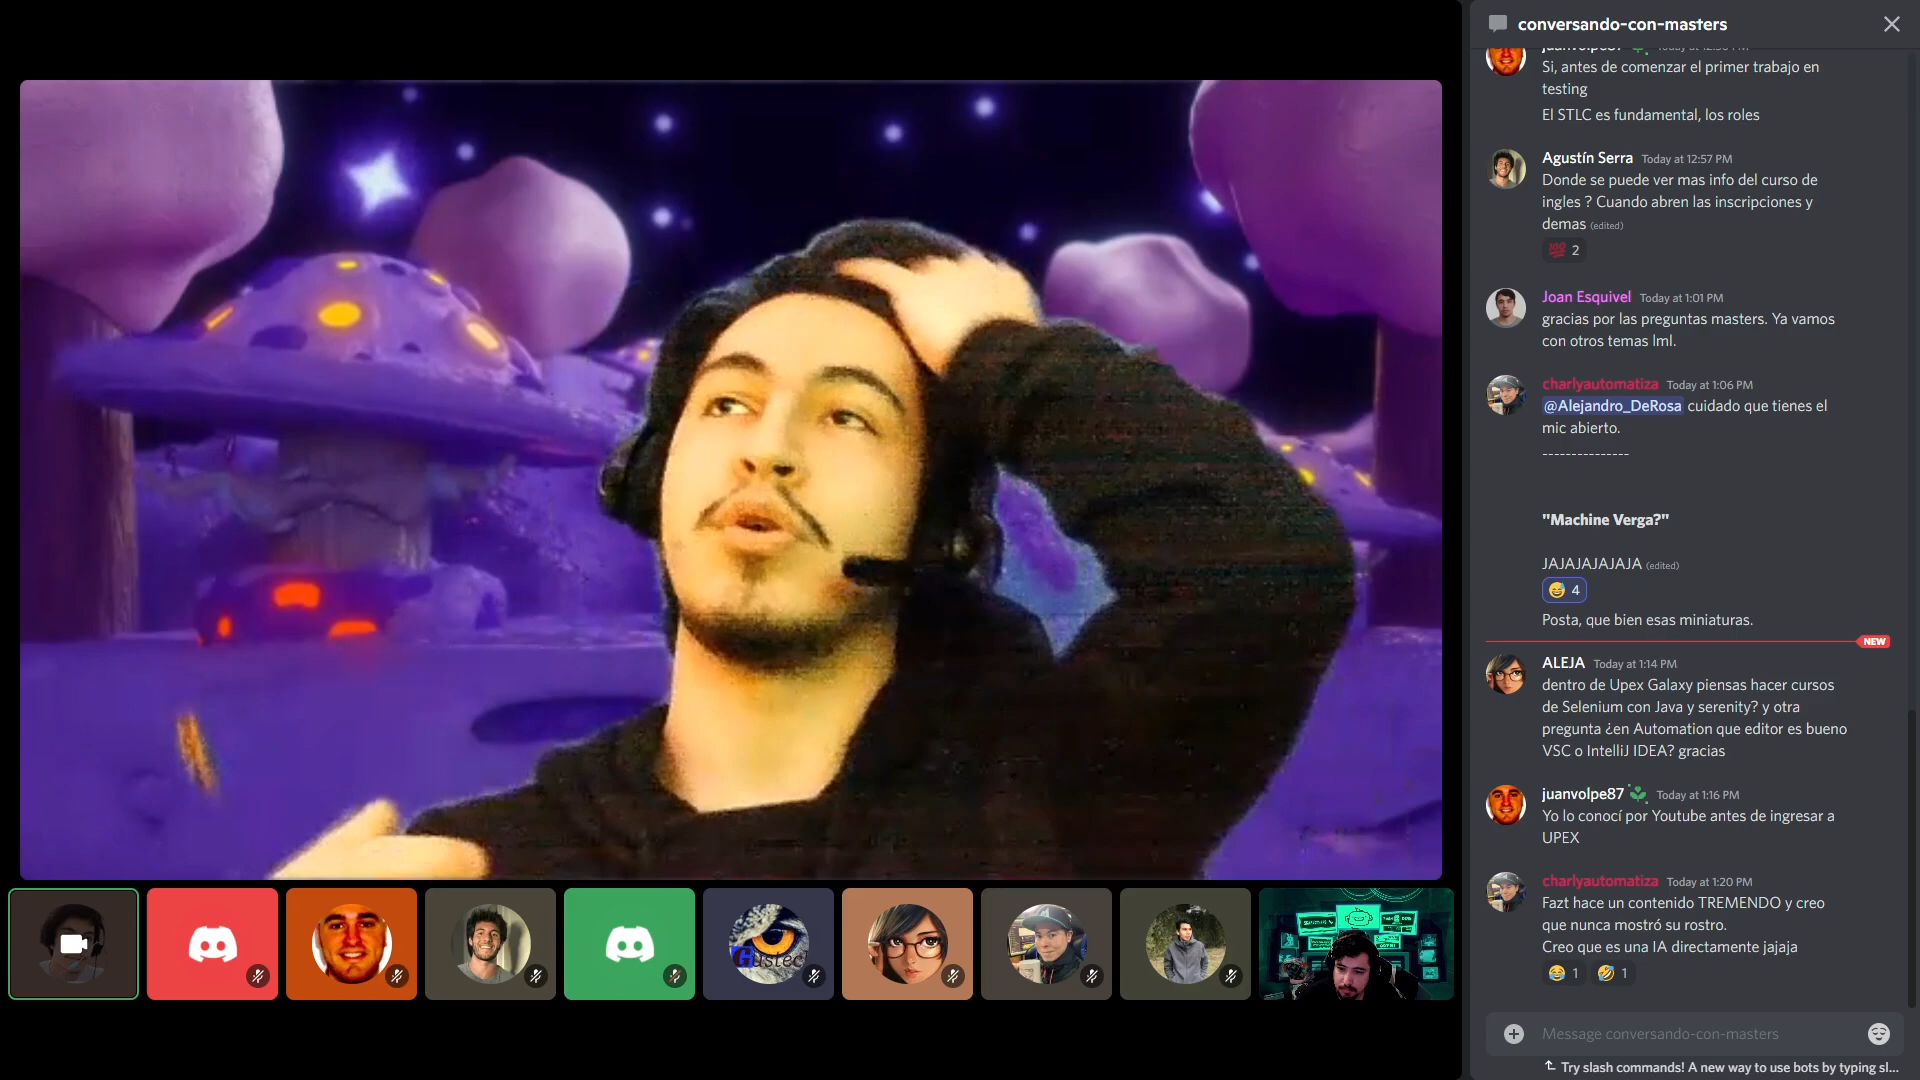 conversando-con-masters
juanvolpe87 Today at 12:56 PM
Si, antes de comenzar el primer trabajo en
testing
El STLC es fundamental, los roles
Agustín Serra Today at 12:57 PM
Donde se puede ver mas info del curso de
ingles ? Cuando abren las inscripciones y
demas (edited)
💯 2
Joan Esquivel Today at 1:01 PM
gracias por las preguntas masters. Ya vamos
con otros temas lml.
charlyautomatiza Today at 1:06 PM
@Alejandro_DeRosa cuidado que tienes el
mic abierto.
---------------
"Machine Verga?"
JAJAJAJAJAJA (edited)
😅 4
Posta, que bien esas miniaturas.
NEW
ALEJA Today at 1:14 PM
dentro de Upex Galaxy piensas hacer cursos
de Selenium con Java y serenity? y otra
pregunta ¿en Automation que editor es bueno
VSC o IntelliJ IDEA? gracias
juanvolpe87 Today at 1:16 PM
Yo lo conocí por Youtube antes de ingresar a
UPEX
charlyautomatiza Today at 1:20 PM
Fazt hace un contenido TREMENDO y creo
que nunca mostró su rostro.
Creo que es una IA directamente jajaja
😂 1 🤣 1
Message conversando-con-masters
Try slash commands! A new way to use bots by typing sl...